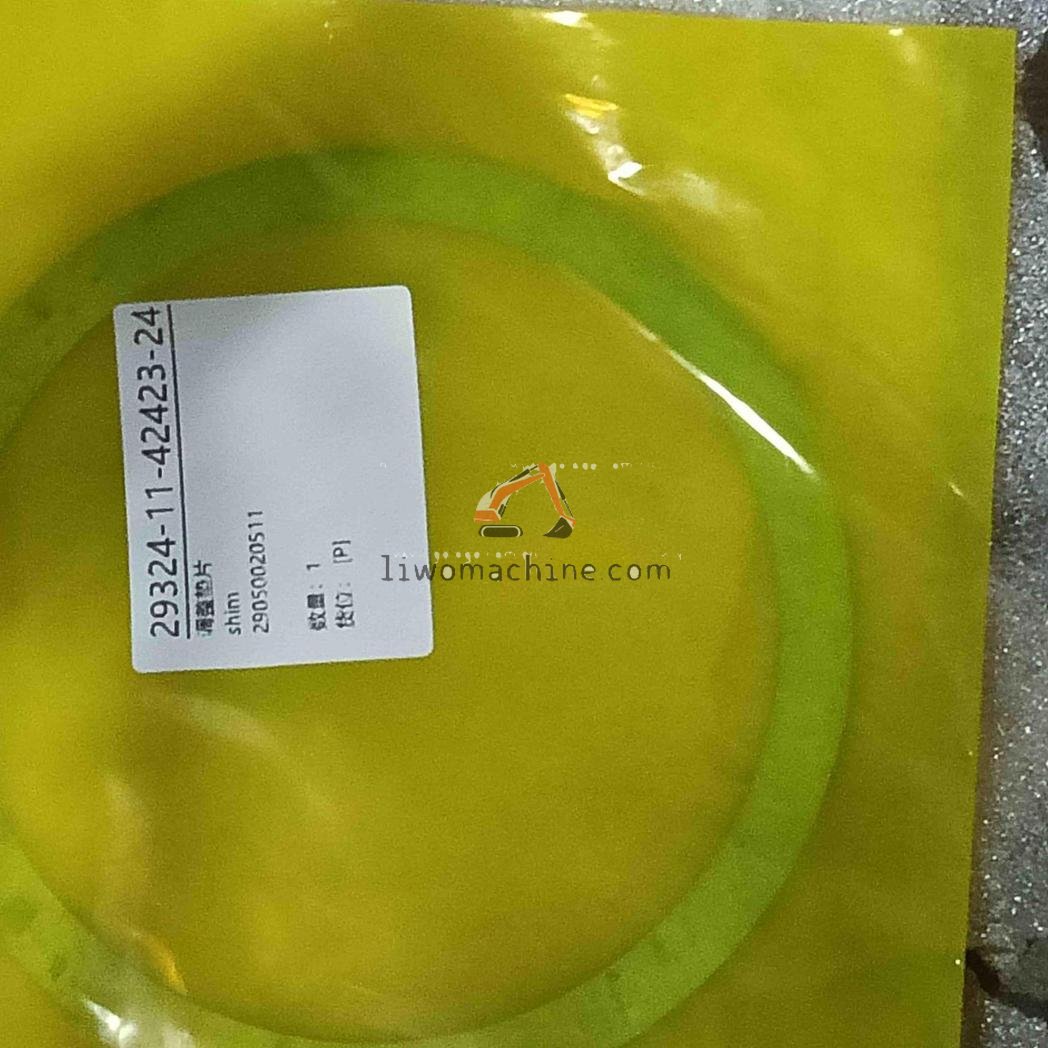 29324-11-42423-24
调整垫片
shim
29050020511
数量：1
货位： [P]
liwomachine.com